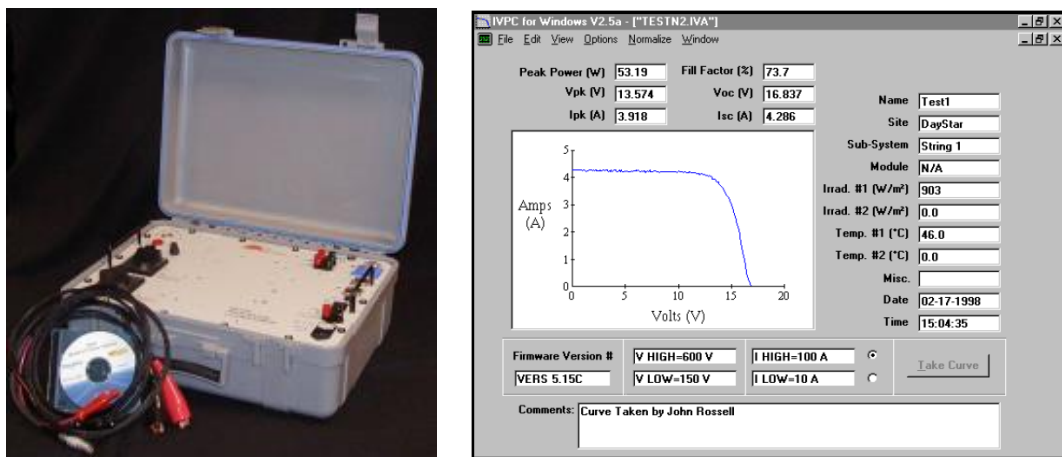 IVPC for Windows V2.5a - ["TESTN2.IVA"]
File Edit View Options Normalize Window
Peak Power (W) 53.19 Fill Factor (%) 73.7
Vpk (V) 13.574 Voc (V) 16.837
Ipk (A) 3.918 Isc (A) 4.286
Name Test1
Site DayStar
Sub-System String 1
Module N/A
Irrad. #1 (W/m²) 903
Irrad. #2 (W/m²) 0.0
Temp. #1 (°C) 46.0
Temp. #2 (°C) 0.0
Misc.
Date 02-17-1998
Time 15:04:35
5
4
3
2
1
0
Amps
(A)
0 5 10 15 20
Volts (V)
Firmware Version # V HIGH=600 V I HIGH=100 A
VERS 5.15C V LOW=150 V I LOW=10 A
Take Curve
Comments: Curve Taken by John Rossell